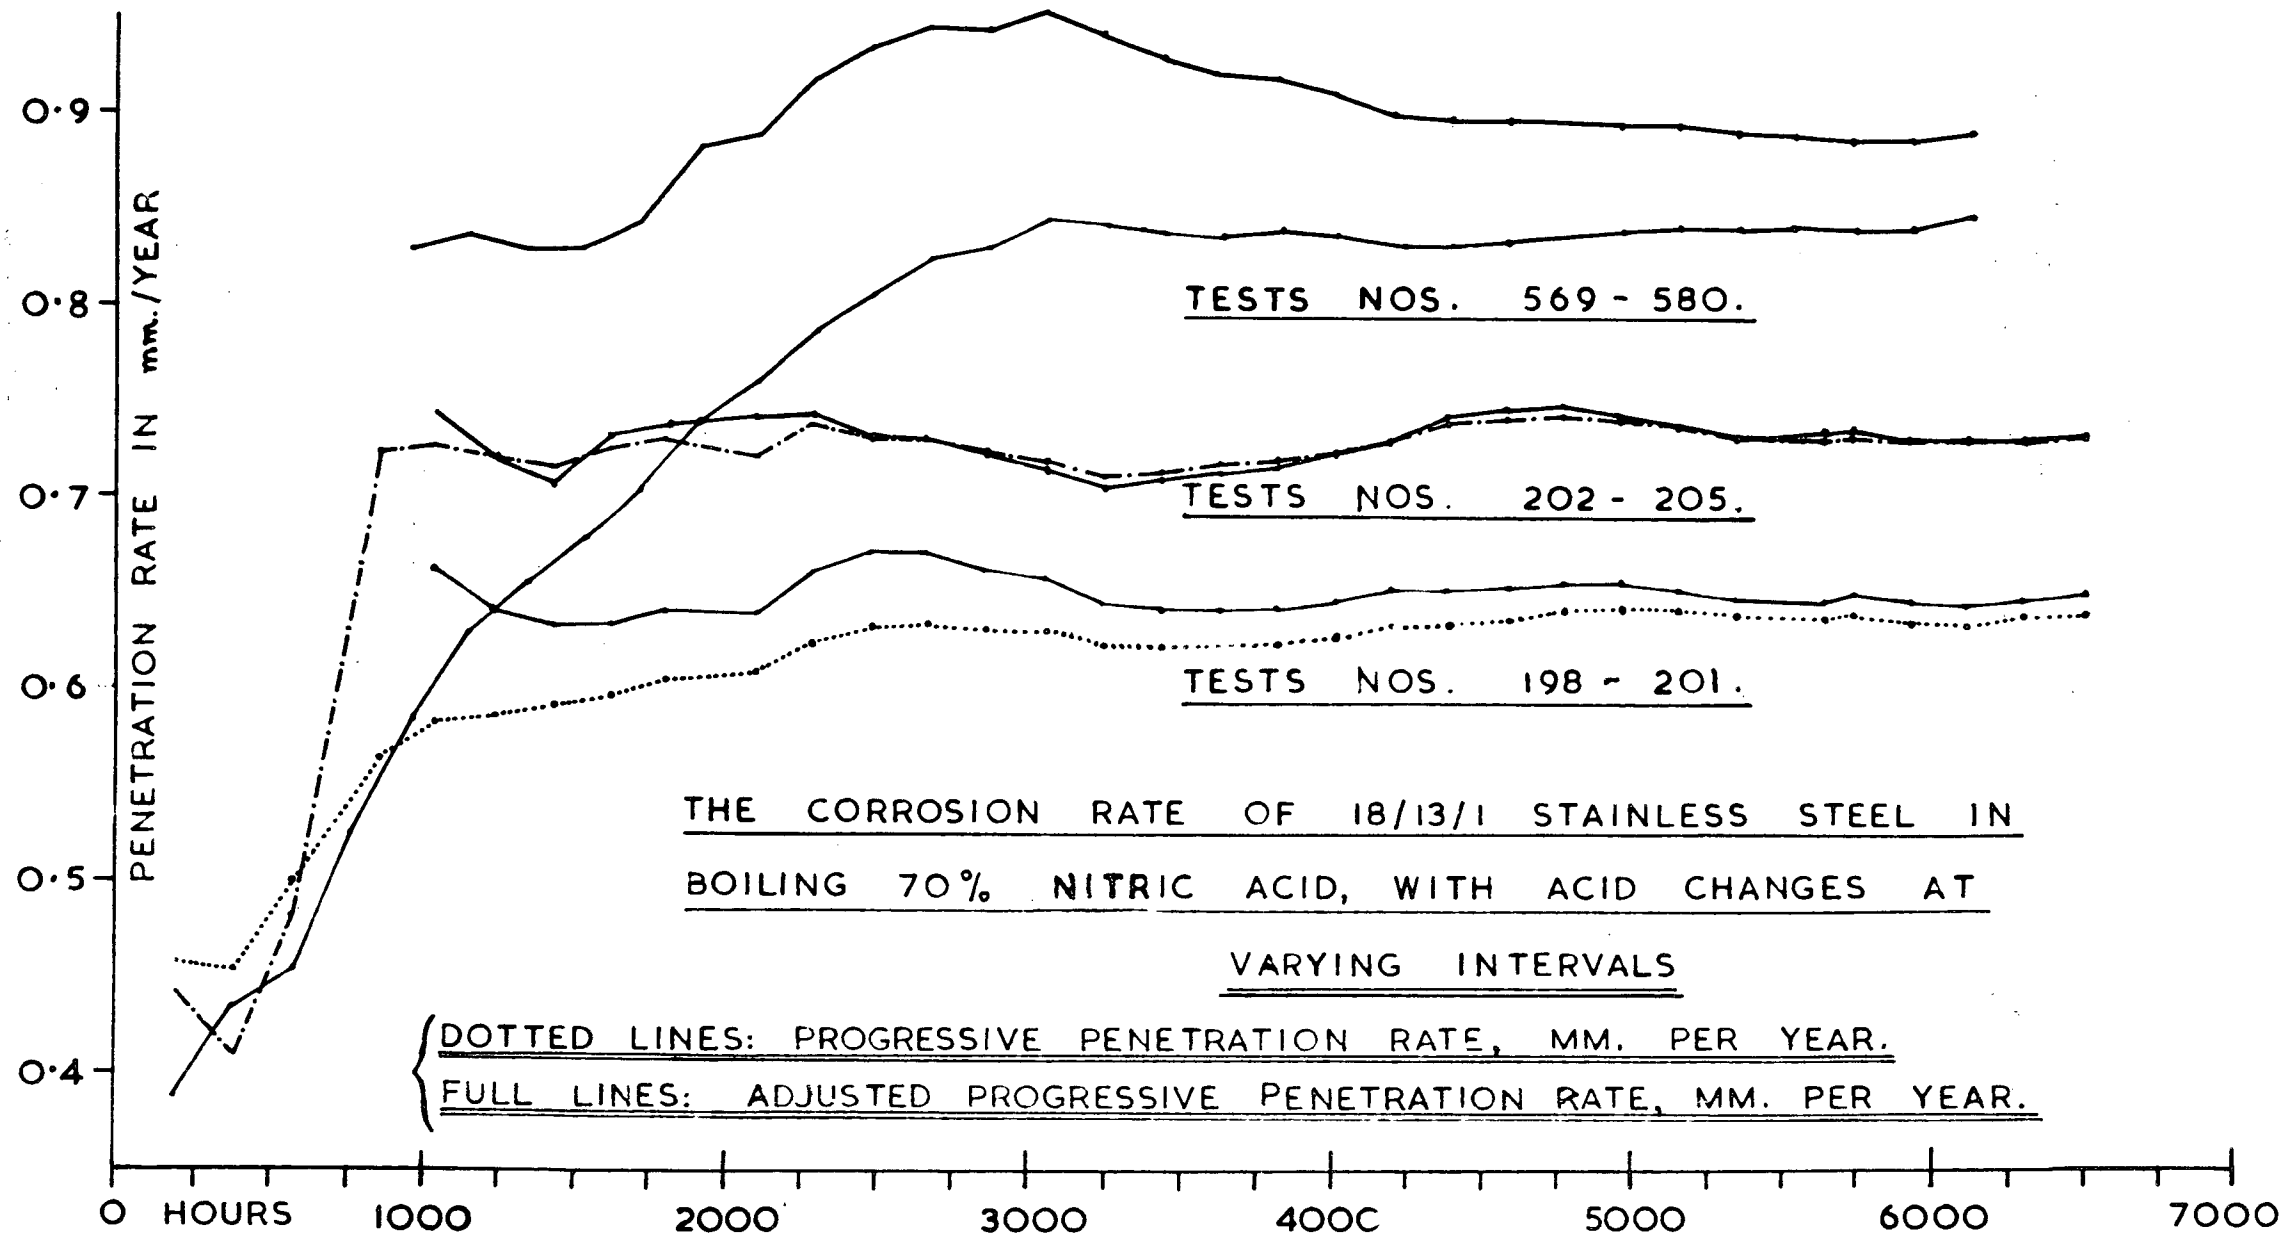 0·9
0·8
0·7
0·6
0·5
0·4
PENETRATION RATE IN mm./YEAR
TESTS NOS. 569 - 580.
TESTS NOS. 202 - 205.
TESTS NOS. 198 - 201.
THE CORROSION RATE OF 18/13/1 STAINLESS STEEL IN
BOILING 70% NITRIC ACID, WITH ACID CHANGES AT
VARYING INTERVALS
DOTTED LINES: PROGRESSIVE PENETRATION RATE, MM. PER YEAR.
FULL LINES: ADJUSTED PROGRESSIVE PENETRATION RATE, MM. PER YEAR.
0 HOURS 1000 2000 3000 4000 5000 6000 7000